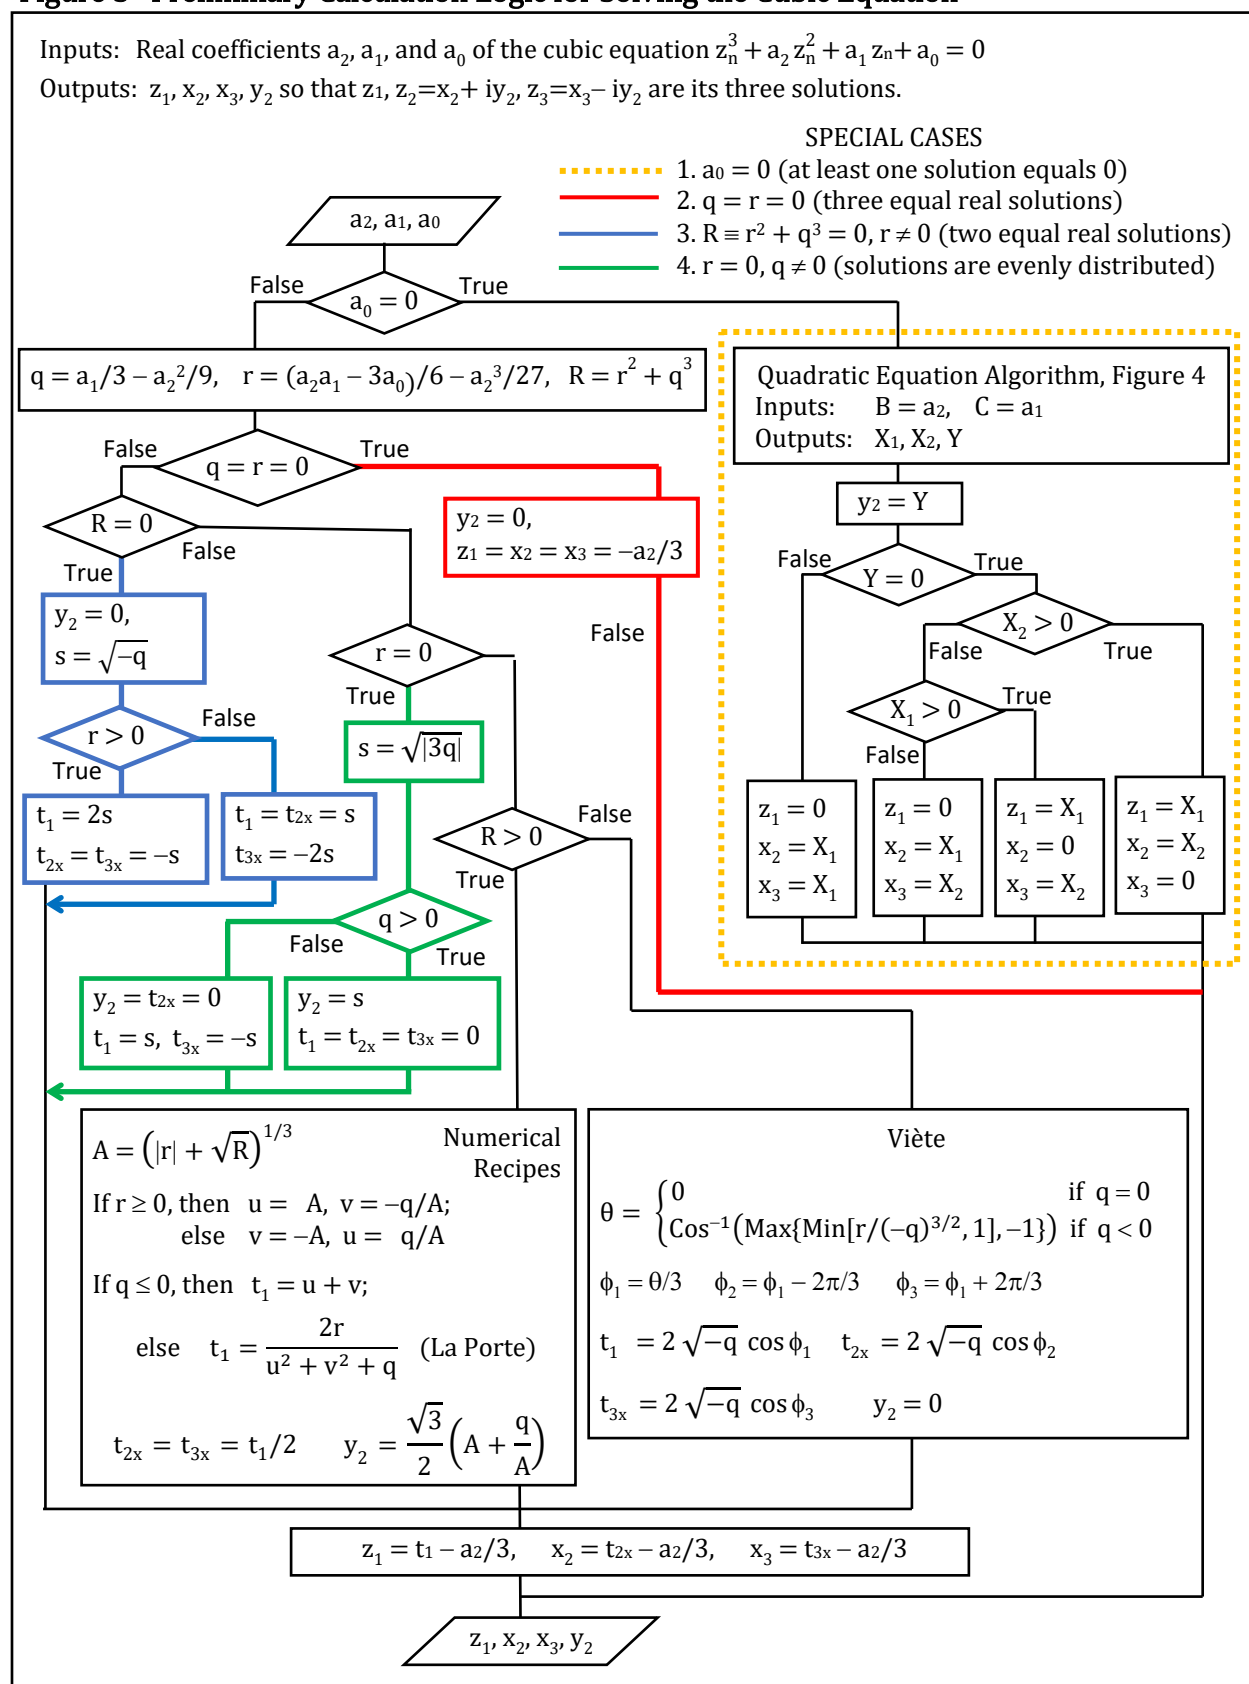 Figure 3 Preliminary Calculation Logic for Solving the Cubic Equation
Inputs: Real coefficients a₂, a₁, and a₀ of the cubic equation zₙ³ + a₂ zₙ² + a₁ zₙ + a₀ = 0
Outputs: z₁, x₂, x₃, y₂ so that z₁, z₂=x₂+ iy₂, z₃=x₃– iy₂ are its three solutions.
SPECIAL CASES
1. a₀ = 0 (at least one solution equals 0)
2. q = r = 0 (three equal real solutions)
3. R ≡ r² + q³ = 0, r ≠ 0 (two equal real solutions)
4. r = 0, q ≠ 0 (solutions are evenly distributed)
a₂, a₁, a₀
False
True
a₀ = 0
q = a₁/3 – a₂²/9, r = (a₂a₁ – 3a₀)/6 – a₂³/27, R = r² + q³
Quadratic Equation Algorithm, Figure 4
Inputs: B = a₂, C = a₁
Outputs: X₁, X₂, Y
False
True
q = r = 0
y₂ = Y
R = 0
False
True
y₂ = 0,
z₁ = x₂ = x₃ = –a₂/3
False
True
Y = 0
y₂ = 0,
s = √–q
False
X₂ > 0
False
True
r = 0
True
X₁ > 0
True
False
r > 0
False
True
s = √|3q|
t₁ = 2s
t₂ₓ = t₃ₓ = –s
t₁ = t₂ₓ = s
t₃ₓ = –2s
R > 0
False
True
z₁ = 0
x₂ = X₁
x₃ = X₁
z₁ = 0
x₂ = X₁
x₃ = X₂
z₁ = X₁
x₂ = 0
x₃ = X₂
z₁ = X₁
x₂ = X₂
x₃ = 0
q > 0
False
True
y₂ = t₂ₓ = 0
t₁ = s, t₃ₓ = –s
y₂ = s
t₁ = t₂ₓ = t₃ₓ = 0
Numerical
Recipes
A = (|r| + √R)^1/3
If r ≥ 0, then u = A, v = –q/A;
else v = –A, u = q/A
If q ≤ 0, then t₁ = u + v;
else t₁ = 2r / (u² + v² + q) (La Porte)
t₂ₓ = t₃ₓ = t₁/2 y₂ = √3/2 (A + q/A)
Viète
θ = { 0 if q = 0
Cos⁻¹(Max{Min[r/(–q)^3/2, 1], –1}) if q < 0
ϕ₁ = θ/3 ϕ₂ = ϕ₁ – 2π/3 ϕ₃ = ϕ₁ + 2π/3
t₁ = 2 √–q cos ϕ₁ t₂ₓ = 2 √–q cos ϕ₂
t₃ₓ = 2 √–q cos ϕ₃ y₂ = 0
z₁ = t₁ – a₂/3, x₂ = t₂ₓ – a₂/3, x₃ = t₃ₓ – a₂/3
z₁, x₂, x₃, y₂